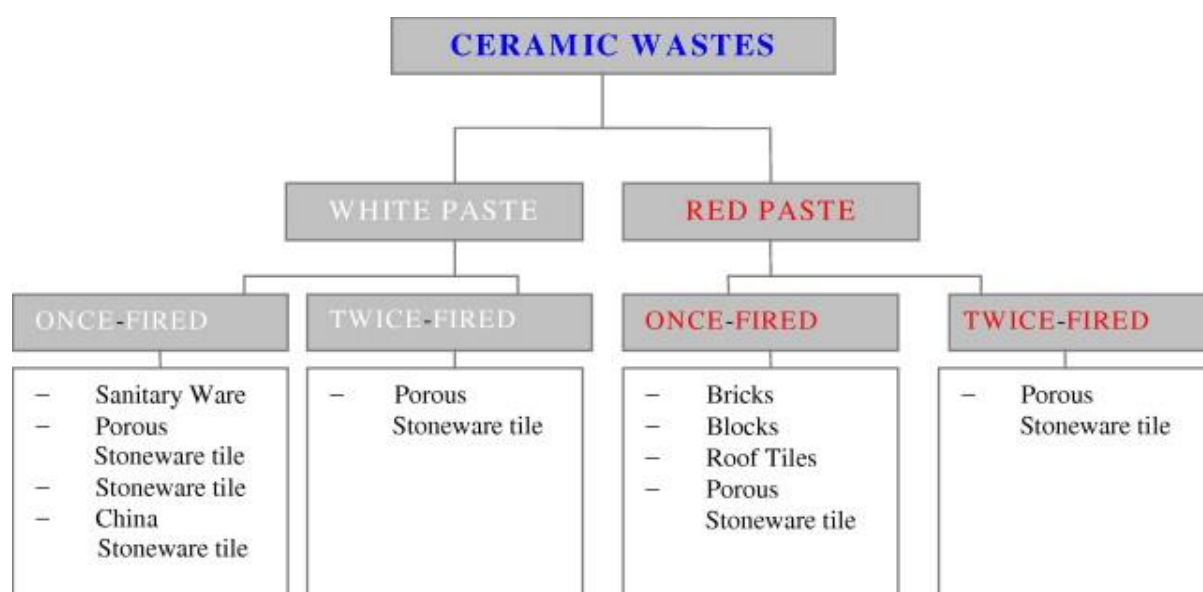 CERAMIC WASTES
WHITE PASTE
RED PASTE
ONCE-FIRED
TWICE-FIRED
ONCE-FIRED
TWICE-FIRED
– Sanitary Ware
– Porous
Stoneware tile
– Stoneware tile
– China
Stoneware tile
– Porous
Stoneware tile
– Bricks
– Blocks
– Roof Tiles
– Porous
Stoneware tile
– Porous
Stoneware tile